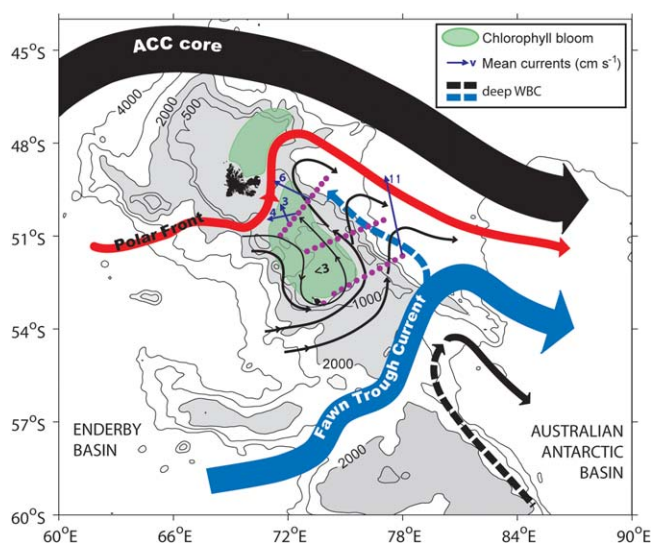 45°S
48°S
51°S
54°S
57°S
60°S
60°E
66°E
72°E
78°E
84°E
90°E
ACC core
Chlorophyll bloom
v Mean currents (cm s⁻¹)
deep WBC
4000
2000
500
6
11
3
4
Polar Front
<3
1000
2000
Fawn Trough Current
ENDERBY
BASIN
2000
AUSTRALIAN
ANTARCTIC
BASIN